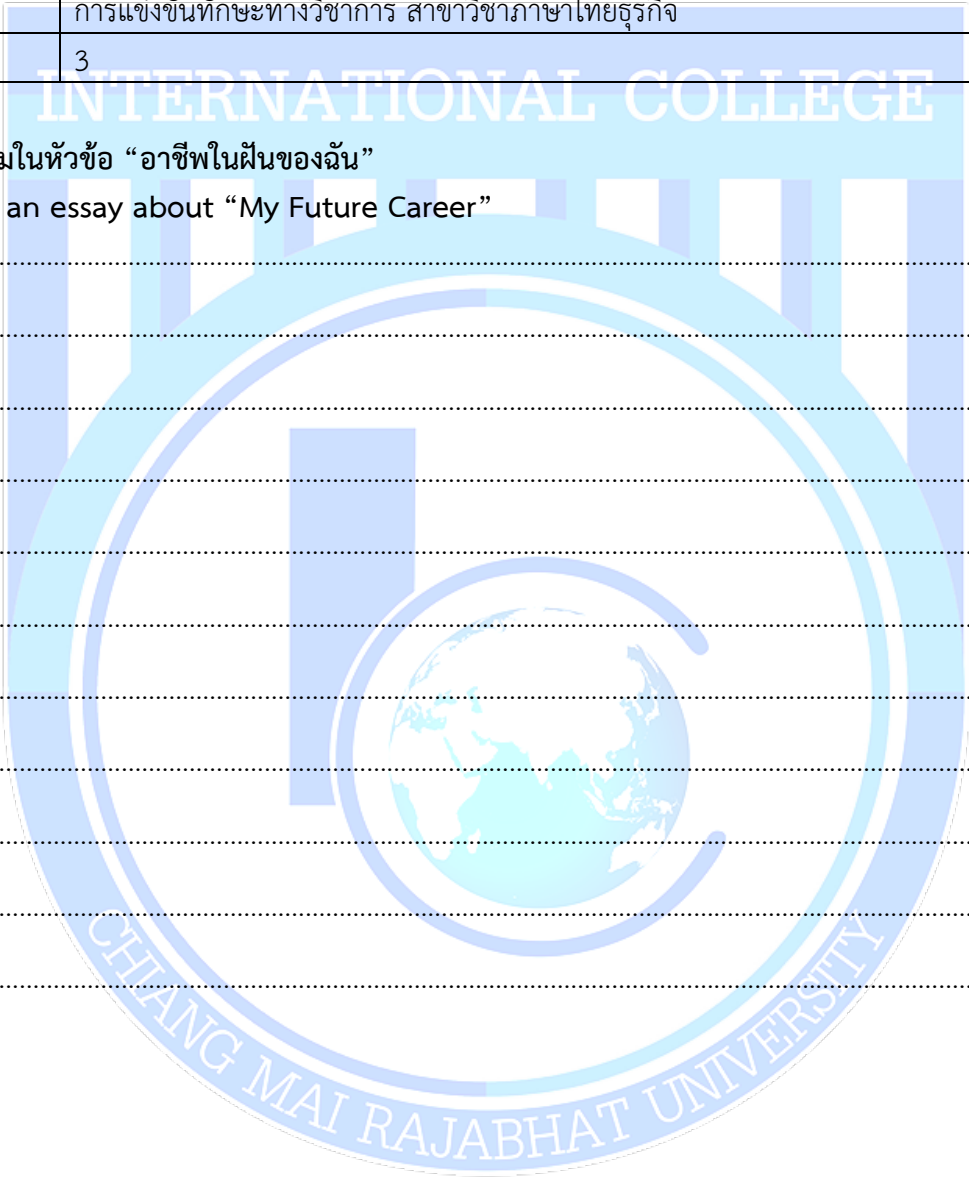 การแข่งขันทักษะทางวิชาการ สาขาวิชาภาษาไทยธุรกิจ
3
INTERNATIONAL COLLEGE
ในหัวข้อ “อาชีพในฝันของฉัน”
an essay about “My Future Career”
CHIANG MAI RAJABHAT UNIVERSITY